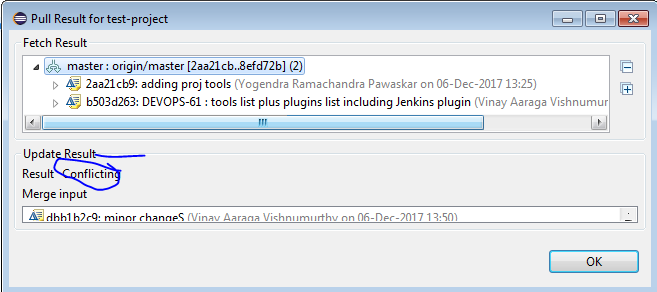 Pull Result for test-project
Fetch Result
master : origin/master [2aa21cb..8efd72b] (2)
2aa21cb9: adding proj tools (Yogendra Ramachandra Pawaskar on 06-Dec-2017 13:25)
b503d263: DEVOPS-61 : tools list plus plugins list including Jenkins plugin (Vinay Aaraga Vishnumur
Update Result
Result Conflicting
Merge input
dbb1b2c9: minor changeS (Vinay Aaraga Vishnumurthy on 06-Dec-2017 13:50)
OK